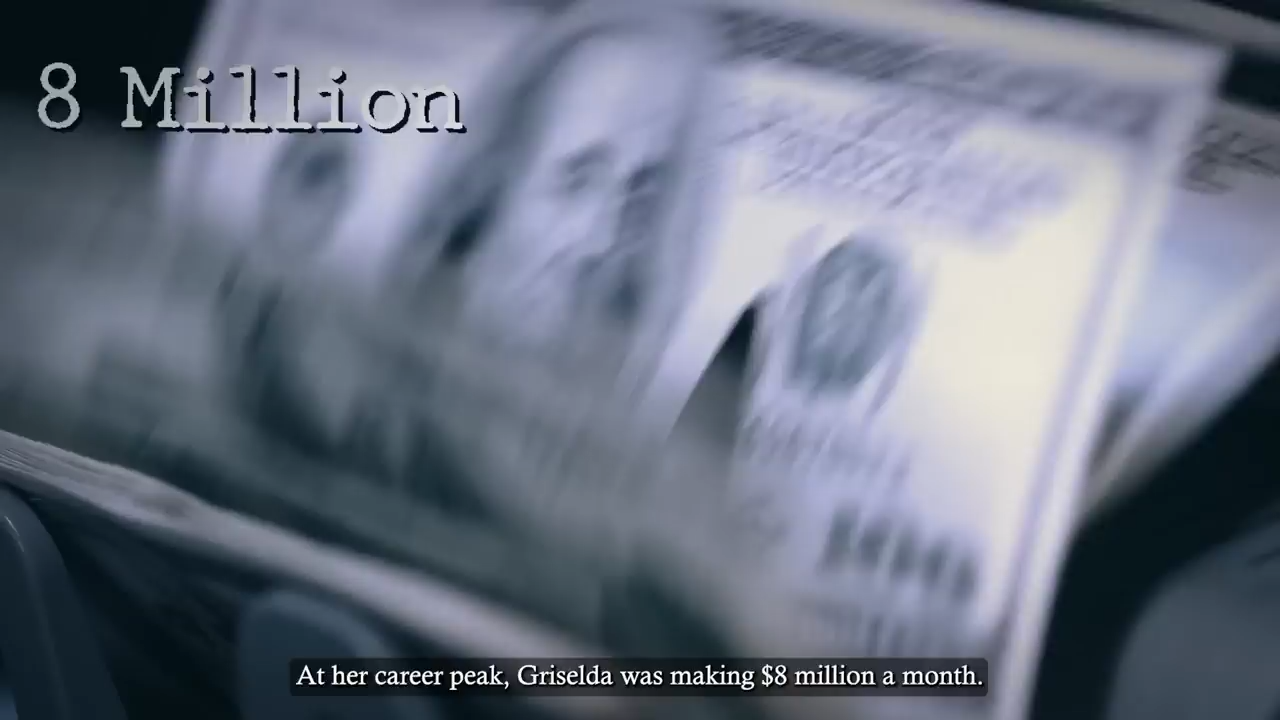 8 Million
At her career peak, Griselda was making $8 million a month.